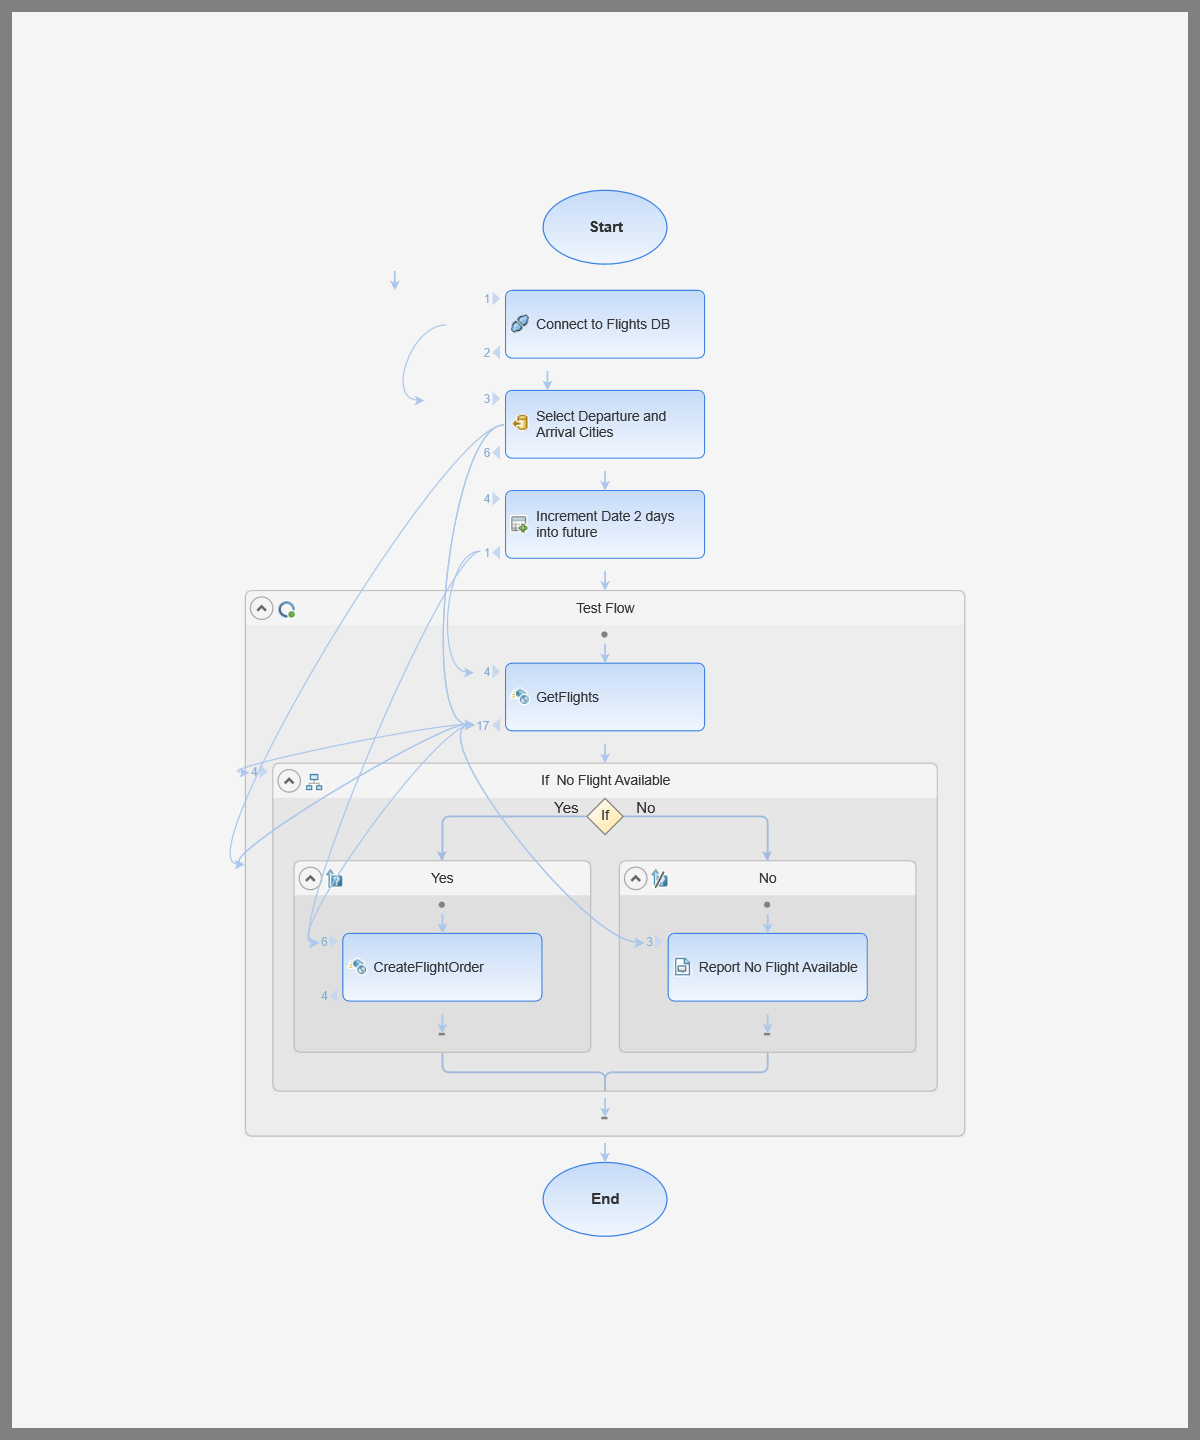 Start
1
Connect to Flights DB
2
3
Select Departure and
Arrival Cities
6
4
Increment Date 2 days
into future
1
Test Flow
4
GetFlights
17
4
If  No Flight Available
Yes
If
No
Yes
No
6
CreateFlightOrder
4
3
Report No Flight Available
End